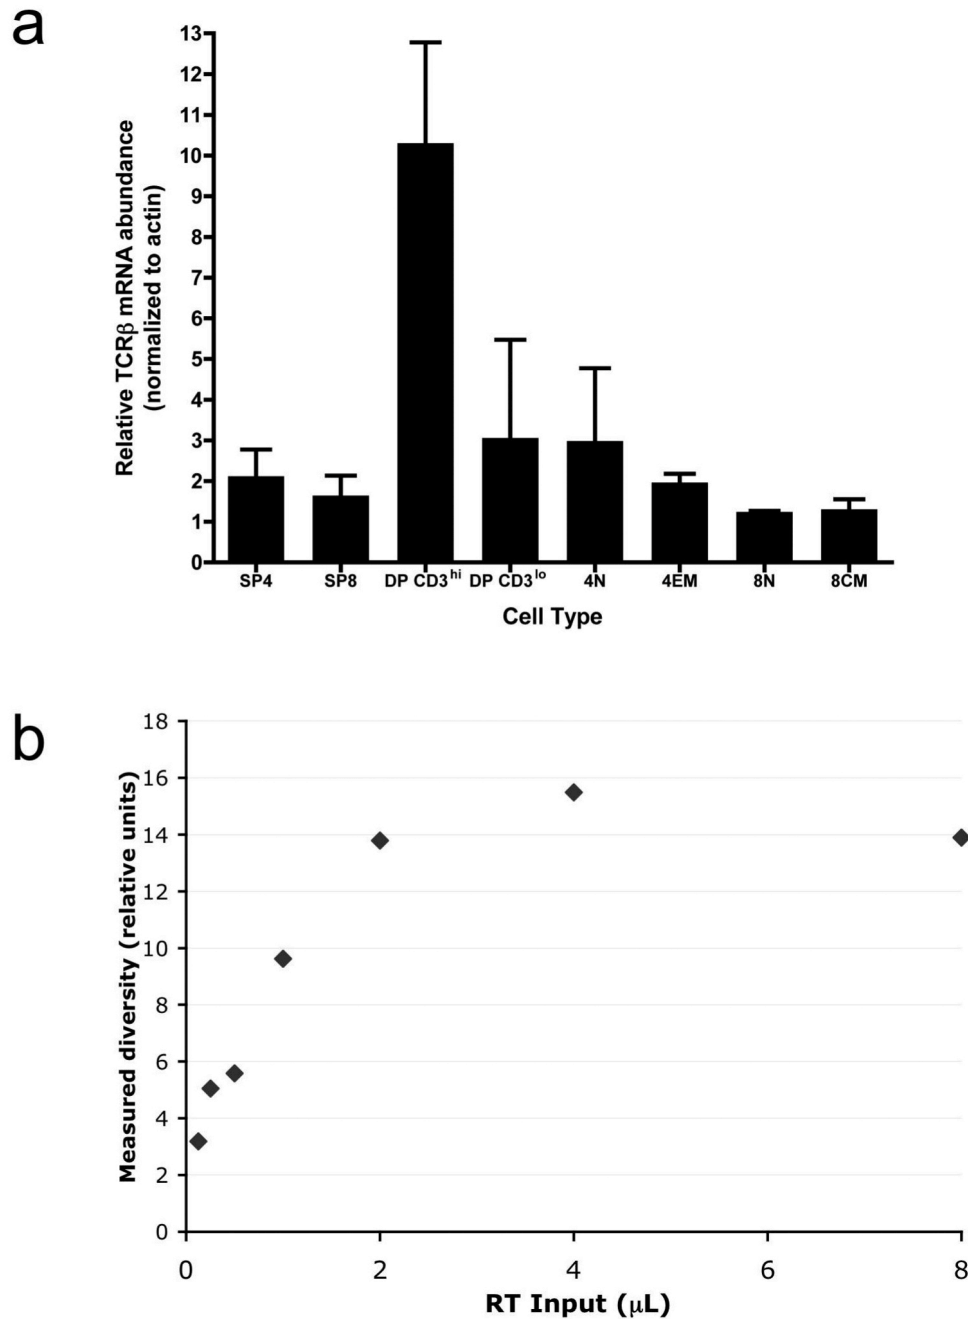 a
Relative TCRβ mRNA abundance
(normalized to actin)
13
12
11
10
9
8
7
6
5
4
3
2
1
0
SP4 SP8 DP CD3hi DP CD3lo 4N 4EM 8N 8CM
Cell Type
b
Measured diversity (relative units)
18
16
14
12
10
8
6
4
2
0
0 2 4 6 8
RT Input (μL)